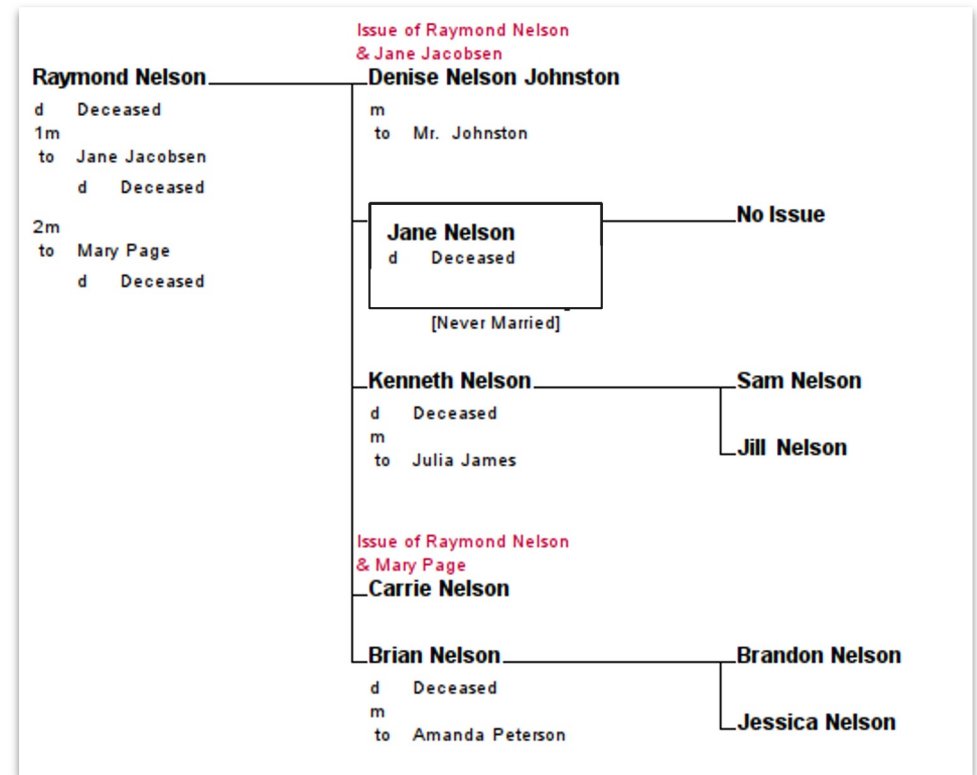 Issue of Raymond Nelson
& Jane Jacobsen
Raymond Nelson
d Deceased
1m
to Jane Jacobsen
d Deceased
2m
to Mary Page
d Deceased
Denise Nelson Johnston
m
to Mr. Johnston
Jane Nelson
d Deceased
[Never Married]
No Issue
Kenneth Nelson
d Deceased
m
to Julia James
Sam Nelson
Jill Nelson
Issue of Raymond Nelson
& Mary Page
Carrie Nelson
Brian Nelson
d Deceased
m
to Amanda Peterson
Brandon Nelson
Jessica Nelson